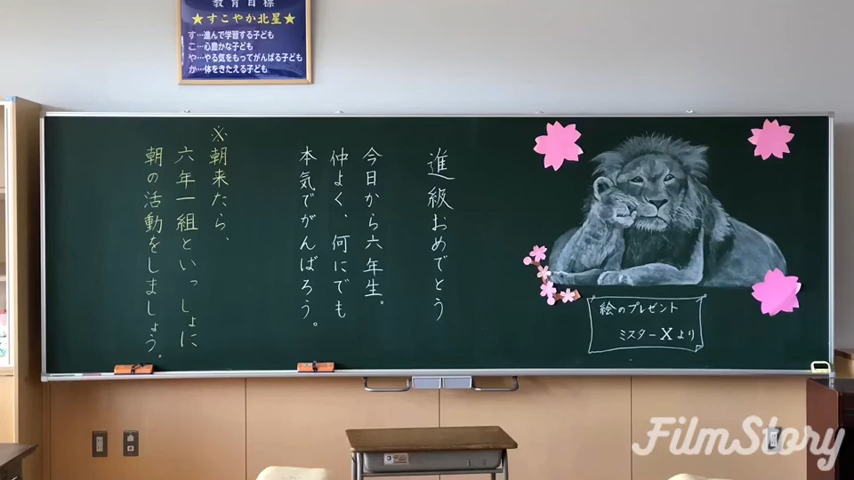 教育目標
★すこやか北星★
す…進んで学習する子ども
こ…心豊かな子ども
や…やる気をもってがんばる子ども
か…体をきたえる子ども
進級おめでとう
今日から六年生。
仲よく、何にでも
本気でがんばろう。
※朝来たら、
六年一組といっしょに
朝の活動をしましょう。
絵のプレゼント
ミスターXより
FilmStory